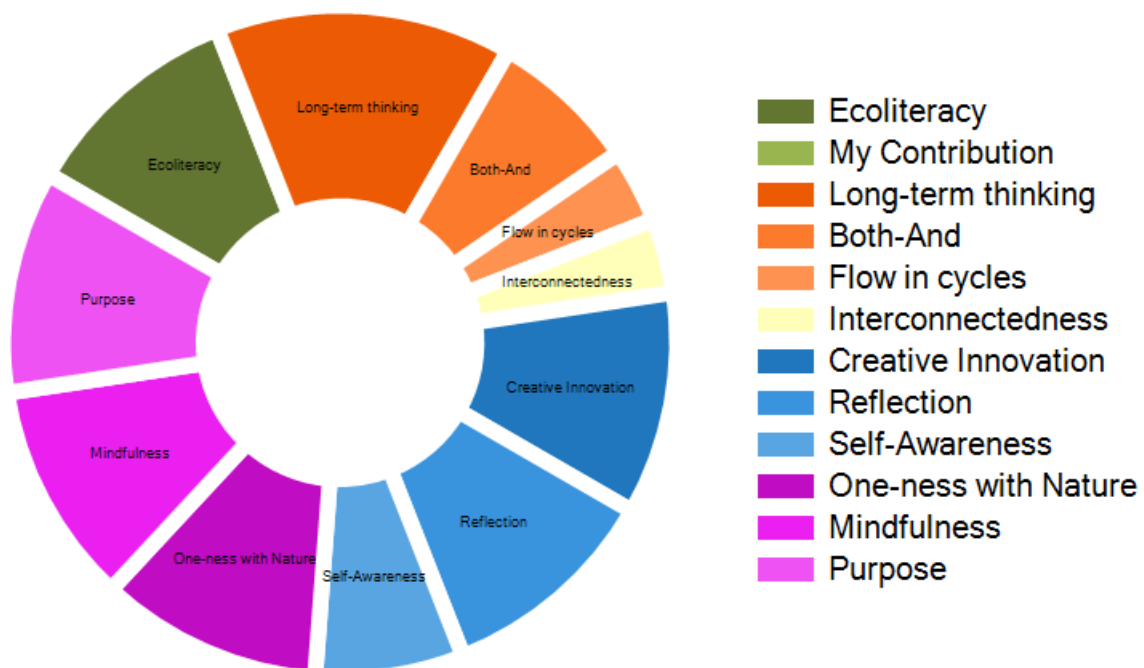 Long-term thinking
Both-And
Flow in cycles
Interconnectedness
Creative Innovation
Reflection
Self-Awareness
One-ness with Nature
Mindfulness
Purpose
Ecoliteracy
Ecoliteracy
My Contribution
Long-term thinking
Both-And
Flow in cycles
Interconnectedness
Creative Innovation
Reflection
Self-Awareness
One-ness with Nature
Mindfulness
Purpose